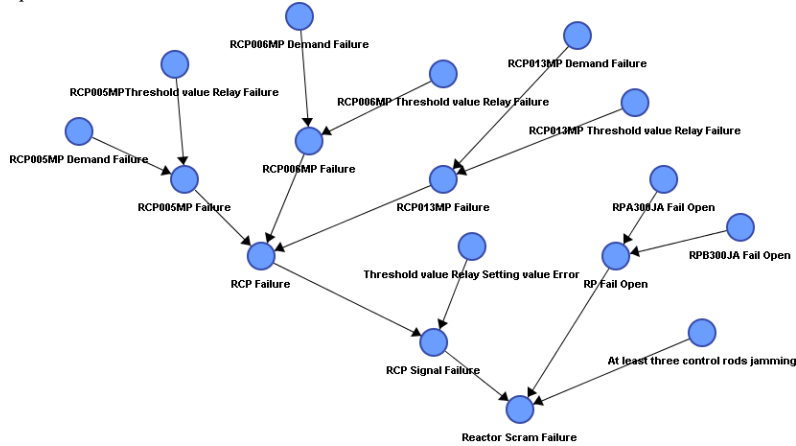 RCP006MP Demand Failure
RCP013MP Demand Failure
RCP005MPThreshold value Relay Failure
RCP006MP Threshold value Relay Failure
RCP013MP Threshold value Relay Failure
RCP005MP Demand Failure
RCP006MP Failure
RCP005MP Failure
RCP013MP Failure
RPA300JA Fail Open
RPB300JA Fail Open
Threshold value Relay Setting value Error
RCP Failure
RP Fail Open
At least three control rods jamming
RCP Signal Failure
Reactor Scram Failure